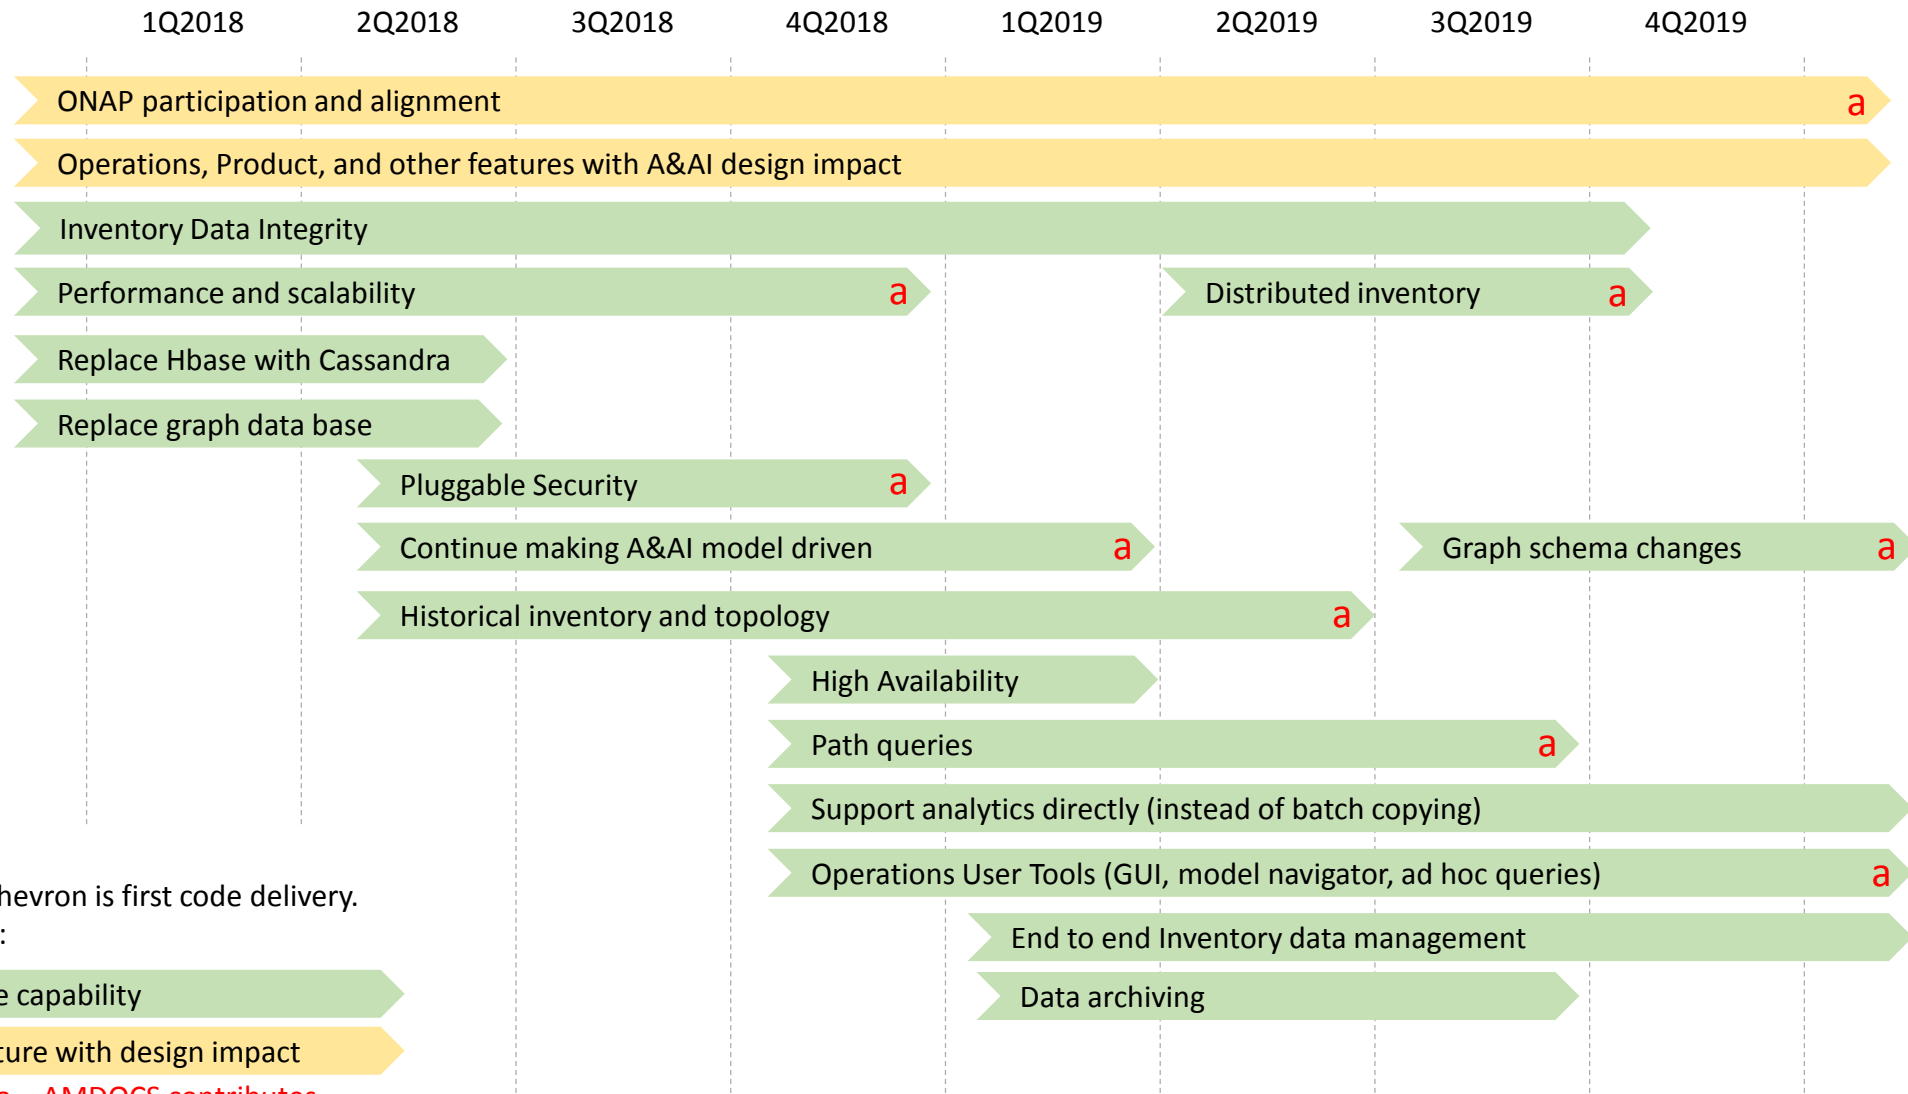 1Q2018 2Q2018 3Q2018 4Q2018 1Q2019 2Q2019 3Q2019 4Q2019
ONAP participation and alignment a
Operations, Product, and other features with A&AI design impact
Inventory Data Integrity
Performance and scalability a Distributed inventory a
Replace Hbase with Cassandra
Replace graph data base
Pluggable Security a
Continue making A&AI model driven a Graph schema changes a
Historical inventory and topology a
High Availability
Path queries a
Support analytics directly (instead of batch copying)
Operations User Tools (GUI, model navigator, ad hoc queries) a
hevron is first code delivery.
:
End to end Inventory data management
e capability
Data archiving
ture with design impact
a – AMDOCS contributes